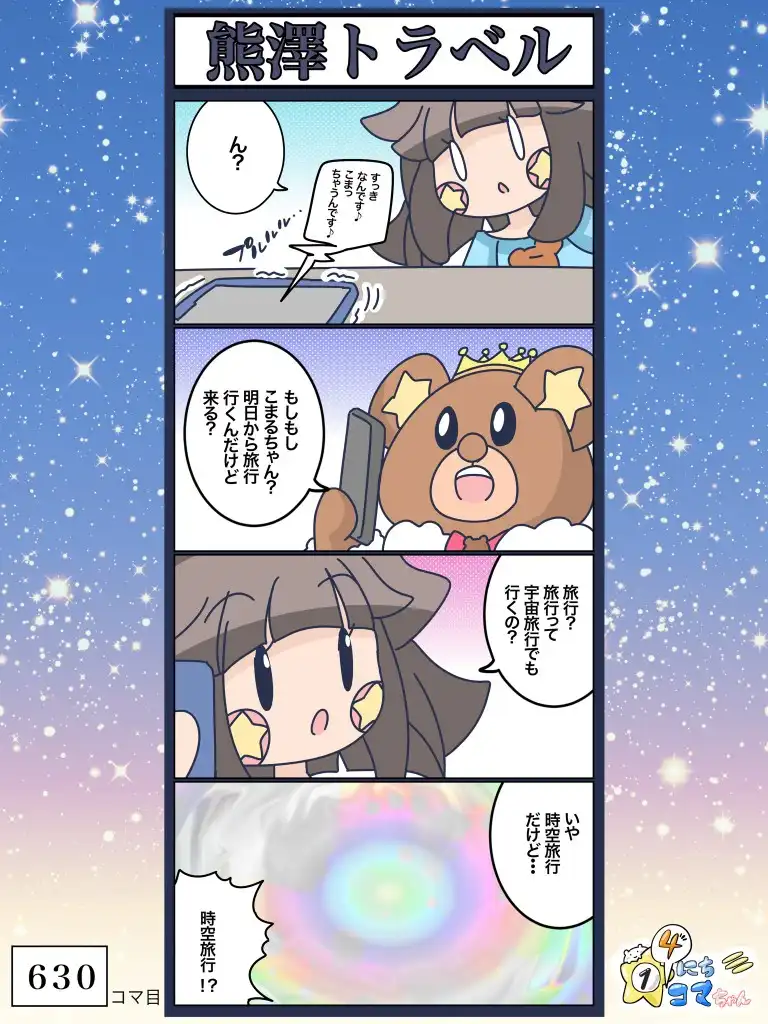 熊澤トラベル
ん?
すっき
なんです♪
こまっ
ちゃうんです♪
プルルルル…
もしもし
こまるちゃん?
明日から旅行
行くんだけど
来る?
旅行?
旅行って
宇宙旅行でも
行くの?
いや
時空旅行
だけど…
時空旅行!?
630
コマ目
1
4
にち
コマ
ちゃん